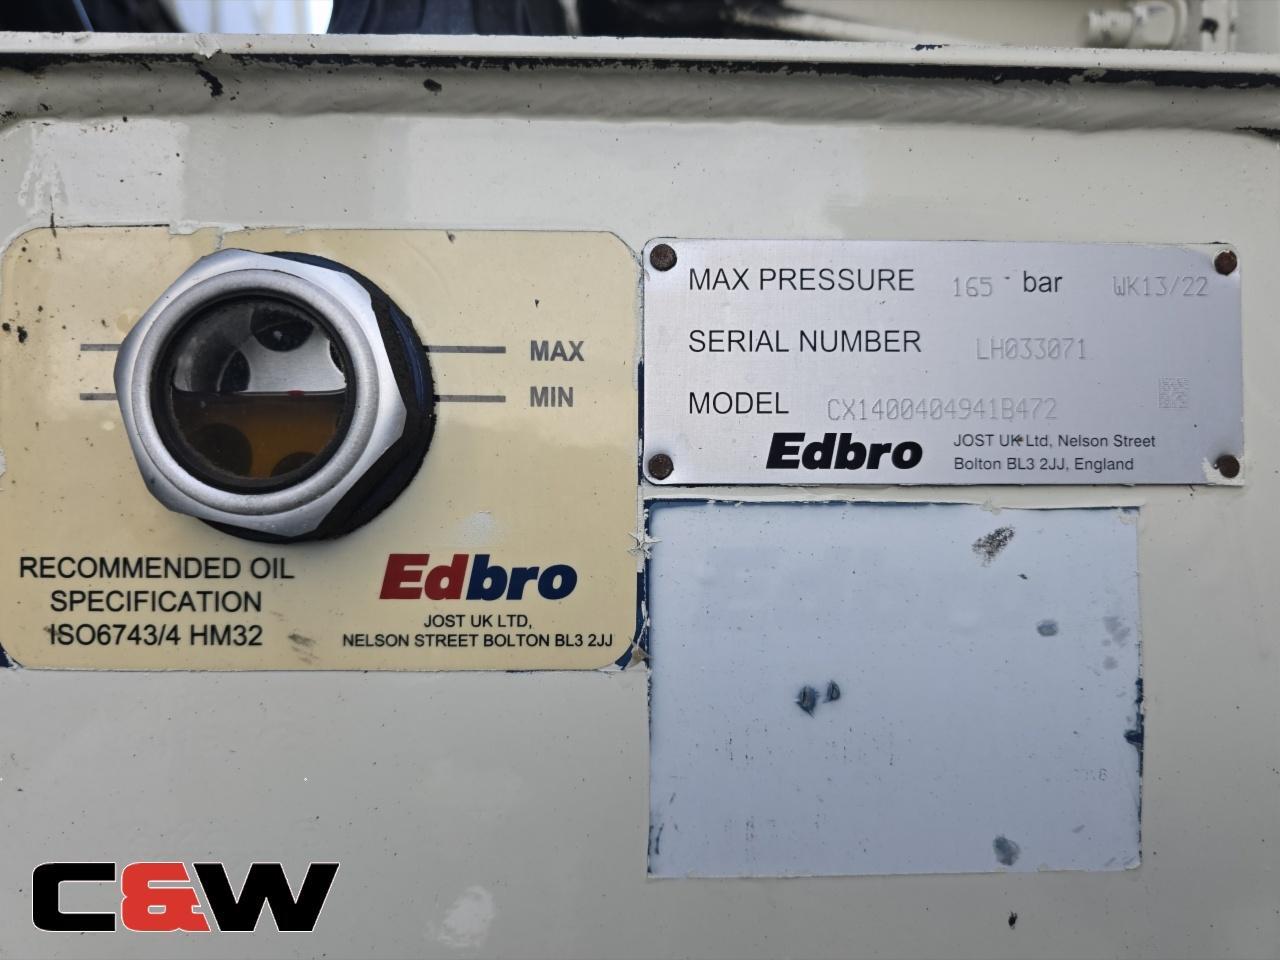 MAX
MIN
RECOMMENDED OIL
SPECIFICATION
ISO6743/4 HM32
Edbro
JOST UK LTD,
NELSON STREET BOLTON BL3 2JJ
MAX PRESSURE 165 bar WK13/22
SERIAL NUMBER LH033071
MODEL CX1400404941B472
Edbro
JOST UK Ltd, Nelson Street
Bolton BL3 2JJ, England
C&W